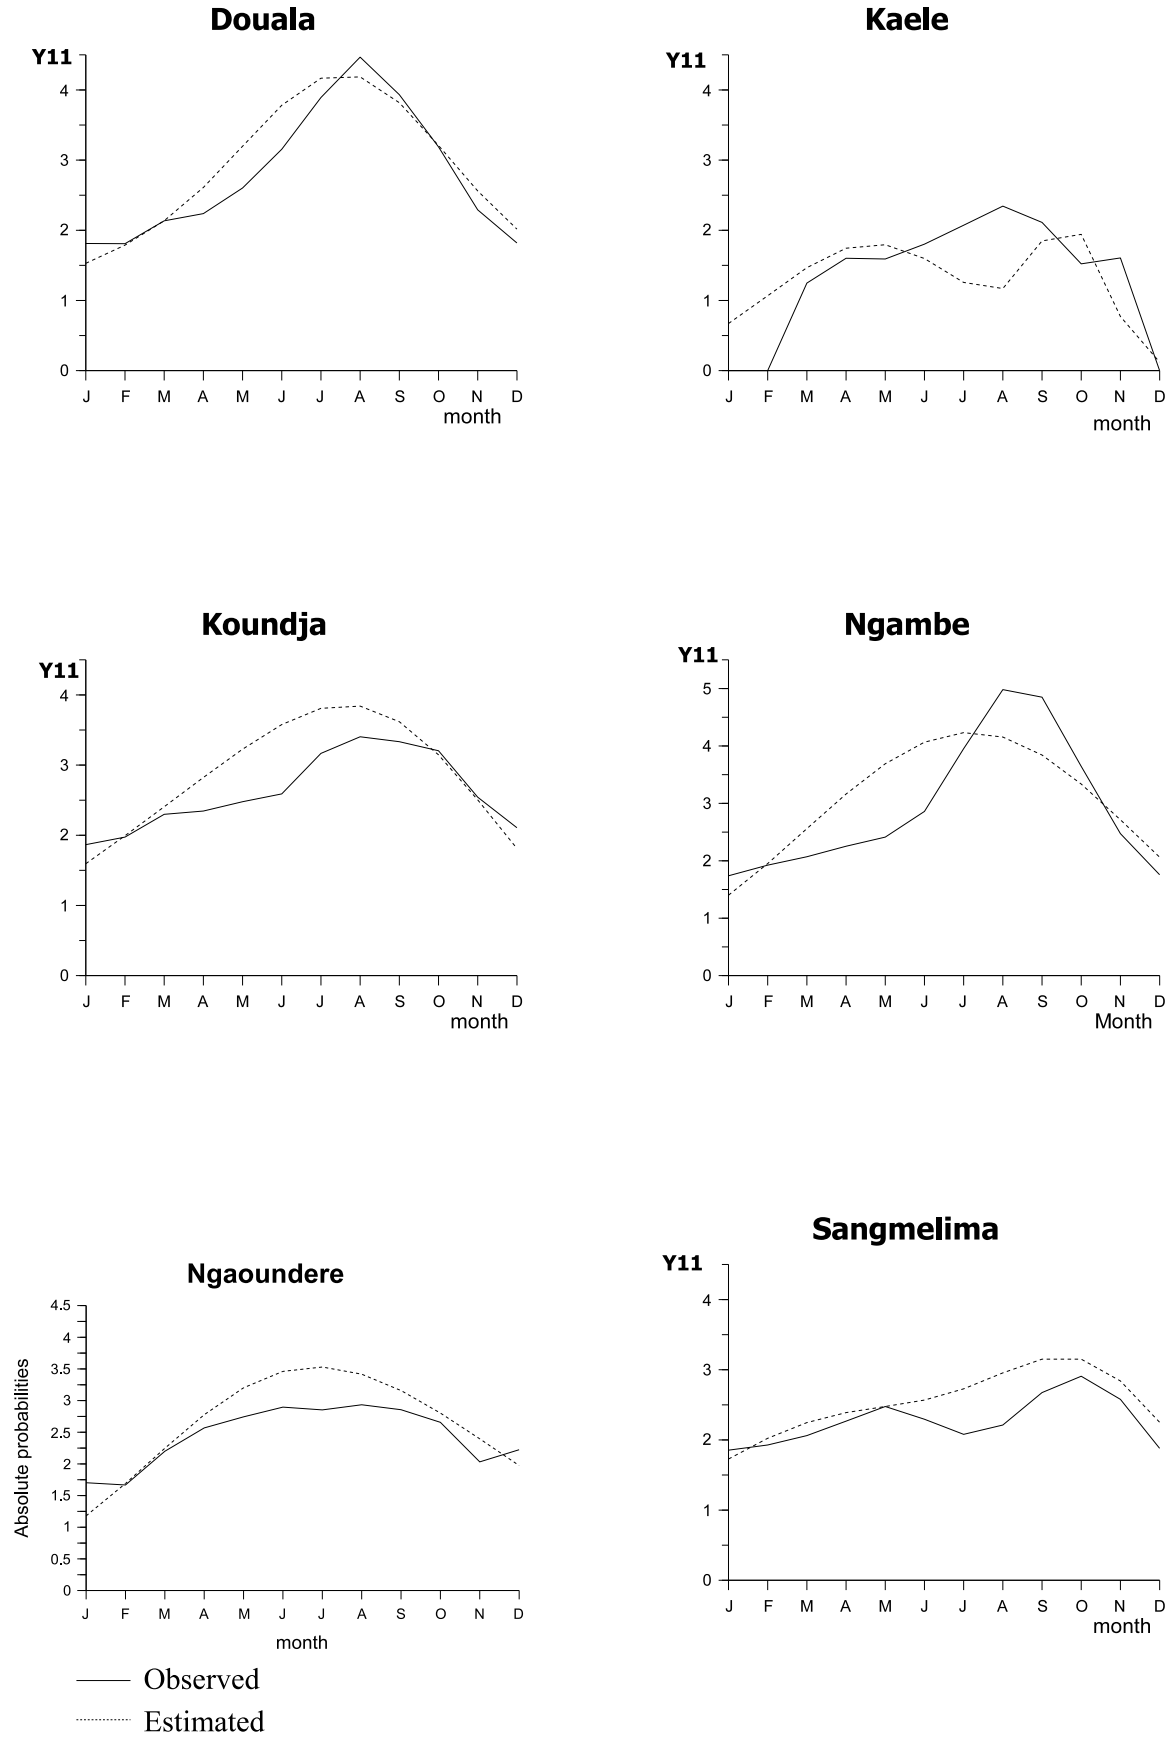 Douala
Y11
4
3
2
1
0
J F M A M J J A S O N D
month
Kaele
Y11
4
3
2
1
0
J F M A M J J A S O N D
month
Koundja
Y11
4
3
2
1
0
J F M A M J J A S O N D
month
Ngambe
Y11
5
4
3
2
1
0
J F M A M J J A S O N D
Month
Ngaoundere
Absolute probabilities
4.5
4
3.5
3
2.5
2
1.5
1
0.5
0
J F M A M J J A S O N D
month
Sangmelima
Y11
4
3
2
1
0
J F M A M J J A S O N D
month
Observed
Estimated